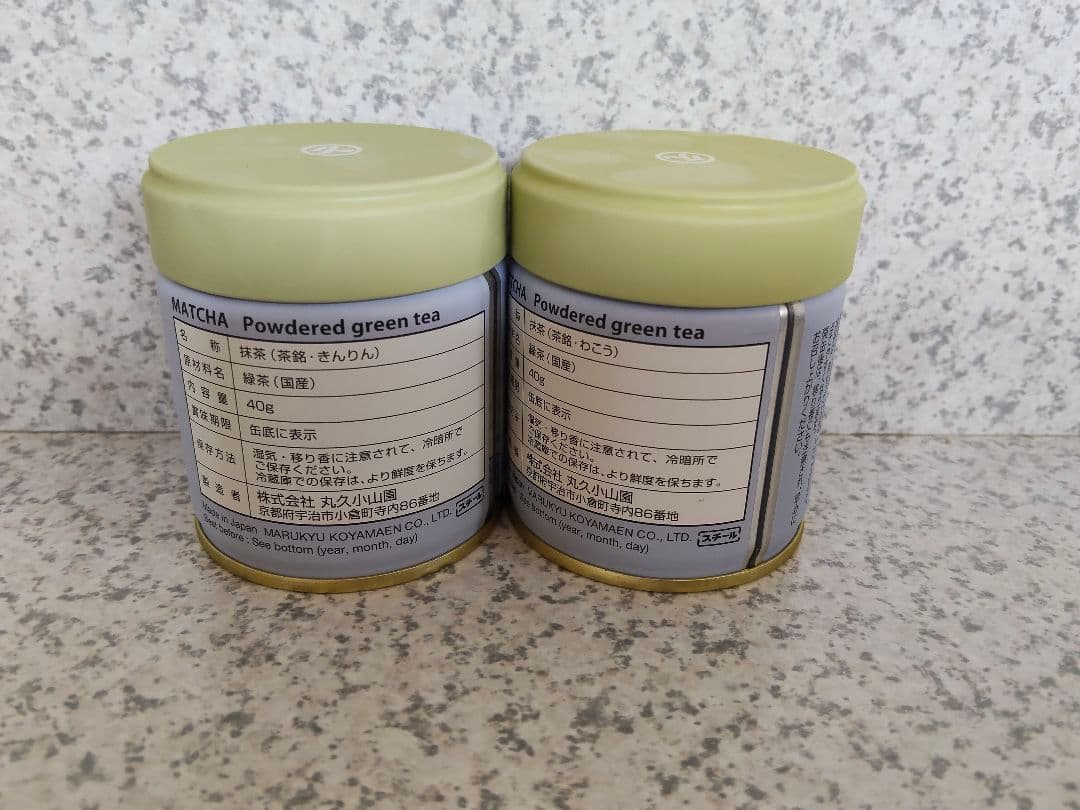 MATCHA Powdered green tea
名称 抹茶（茶銘・きんりん）
原材料名 緑茶（国産）
内容量 40g
賞味期限 缶底に表示
保存方法 湿気・移り香に注意されて、冷暗所で
ご保存ください。
冷蔵庫での保存は、より鮮度を保ちます。
製造者 株式会社 丸久小山園
京都府宇治市小倉町寺内86番地
Made in Japan MARUKYU KOYAMAEN CO., LTD. スチール
before : See bottom (year, month, day)
Powdered green tea
抹茶（茶銘・わこう）
緑茶（国産）
40g
缶底に表示
湿気・移り香に注意されて、冷暗所で
ご保存ください。
冷蔵庫での保存は、より鮮度を保ちます。
株式会社 丸久小山園
京都府宇治市小倉町寺内86番地
MARUKYU KOYAMAEN CO., LTD. スチール
See bottom (year, month, day)